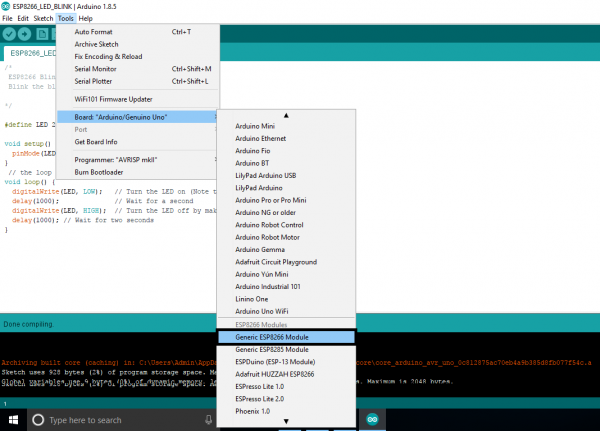 ESP8266_LED_BLINK | Arduino 1.8.5
File Edit Sketch Tools Help
Auto Format Ctrl+T
Archive Sketch
Fix Encoding & Reload
Serial Monitor Ctrl+Shift+M
Serial Plotter Ctrl+Shift+L
WiFi101 Firmware Updater
Board: "Arduino/Genuino Uno"
Port
Get Board Info
Programmer: "AVRISP mkII"
Burn Bootloader
ESP8266_LED
/*
ESP8266 Blin
Blink the bl
*/
#define LED 2
void setup()
pinMode(LED
}
// the loop
void loop() {
digitalWrite(LED, LOW); // Turn the LED on (Note t
delay(1000); // Wait for a second
digitalWrite(LED, HIGH); // Turn the LED off by mak
delay(1000); // Wait for two seconds
}
Arduino Mini
Arduino Ethernet
Arduino Fio
Arduino BT
LilyPad Arduino USB
LilyPad Arduino
Arduino Pro or Pro Mini
Arduino NG or older
Arduino Robot Control
Arduino Robot Motor
Arduino Gemma
Adafruit Circuit Playground
Arduino Yún Mini
Arduino Industrial 101
Linino One
Arduino Uno WiFi
ESP8266 Modules
Generic ESP8266 Module
Generic ESP8285 Module
ESPDuino (ESP-13 Module)
Adafruit HUZZAH ESP8266
ESPresso Lite 1.0
ESPresso Lite 2.0
Phoenix 1.0
Done compiling.
Archiving built core (caching) in: C:\Users\Admin\AppD
Sketch uses 928 bytes (2%) of program storage space. Ma
Global variables use 9 bytes (0%) of dynamic memory, s. Maximum is 2048 bytes.
1
Type here to search